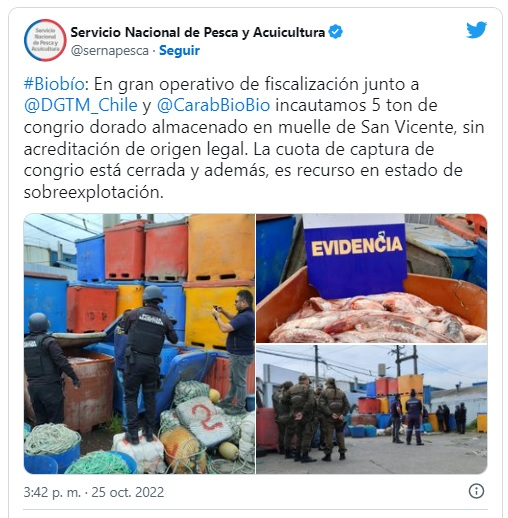 Servicio
Nacional de
Pesca y
Acuicultura
Servicio Nacional de Pesca y Acuicultura
@sernapesca · Seguir
#Biobío: En gran operativo de fiscalización junto a
@DGTM_Chile y @CarabBioBio incautamos 5 ton de
congrio dorado almacenado en muelle de San Vicente, sin
acreditación de origen legal. La cuota de captura de
congrio está cerrada y además, es recurso en estado de
sobreexplotación.
EVIDENCIA
2
3:42 p. m. · 25 oct. 2022